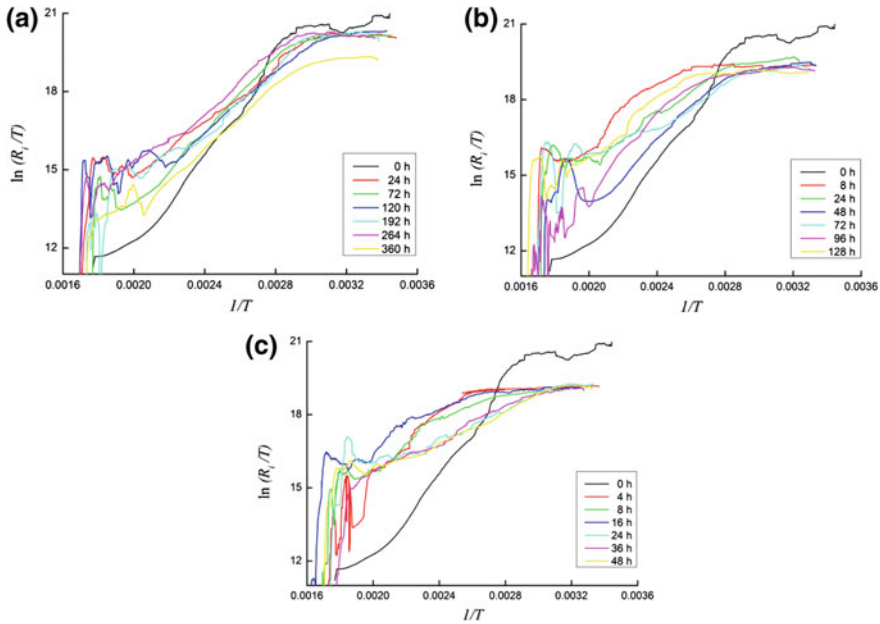 (a)
21
18
15
12
ln (Ri/T)
0.0016 0.0020 0.0024 0.0028 0.0032 0.0036
1/T
0 h
24 h
72 h
120 h
192 h
264 h
360 h
(b)
21
18
15
12
ln (Ri/T)
0.0016 0.0020 0.0024 0.0028 0.0032 0.0036
1/T
0 h
8 h
24 h
48 h
72 h
96 h
128 h
(c)
21
18
15
12
ln (Ri/T)
0.0016 0.0020 0.0024 0.0028 0.0032 0.0036
1/T
0 h
4 h
8 h
16 h
24 h
36 h
48 h